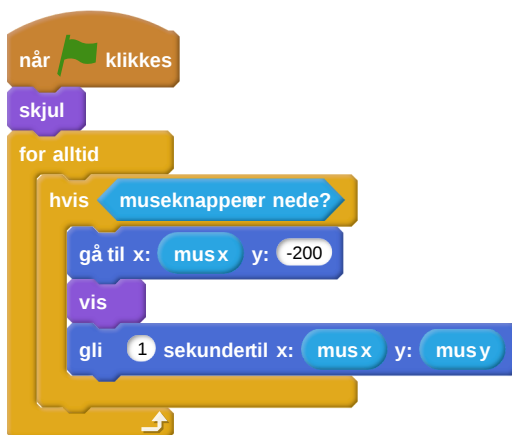 når klikkes
skjul
for alltid
hvis museknappen er nede?
gå til x: mus x y: -200
vis
gli 1 sekunder til x: mus x y: mus y